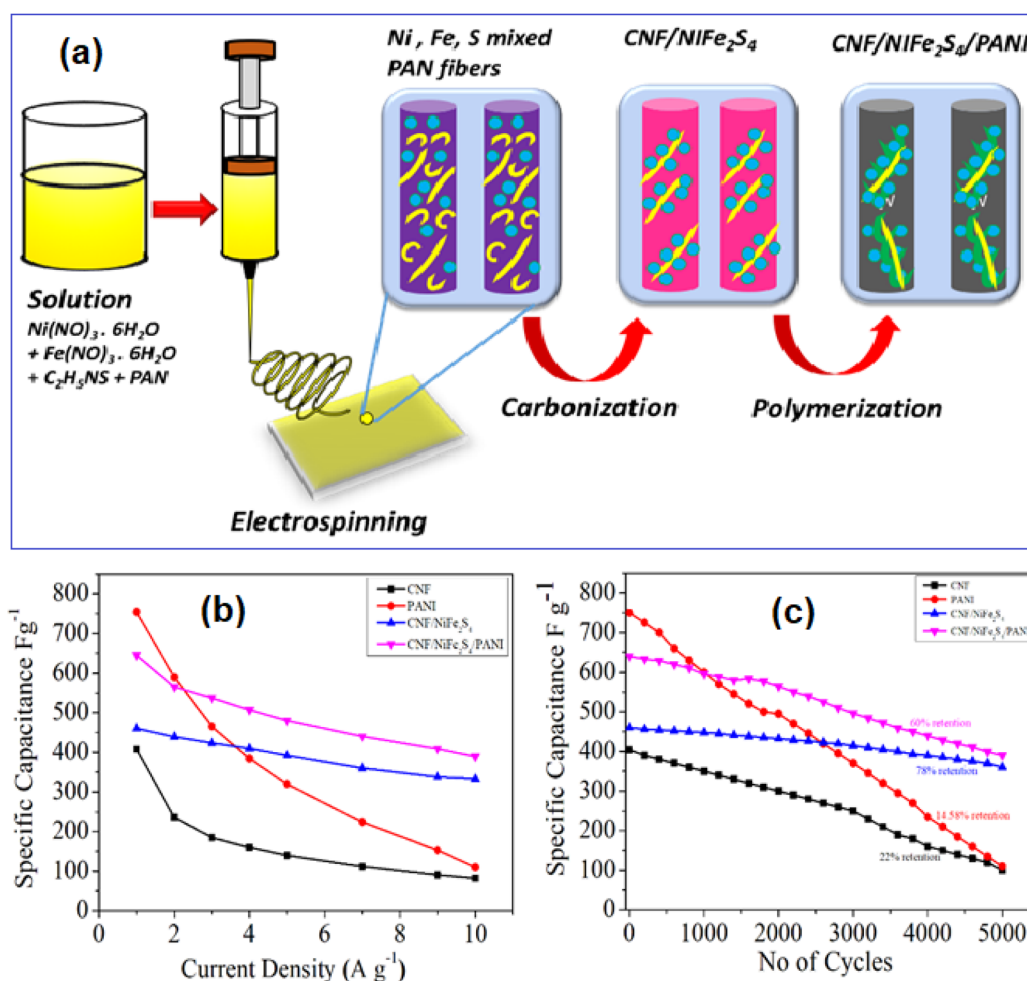 (a)
Ni , Fe, S mixed
PAN fibers
CNF/NIFe₂S₄
CNF/NIFe₂S₄/PANI
√
√
Solution
Ni(NO)₃. 6H₂O
+ Fe(NO)₃. 6H₂O
+ C₂H₅NS + PAN
Carbonization
Polymerization
Electrospinning
(b)
CNF
PANI
CNF/NiFe₂S₄
CNF/NiFe₂S₄/PANI
Specific Capacitance Fg⁻¹
800
700
600
500
400
300
200
100
0
0 2 4 6 8 10
Current Density (A g⁻¹)
(c)
CNF
PANI
CNF/NiFe₂S₄
CNF/NiFe₂S₄/PANI
Specific Capacitance F g⁻¹
800
700
600
500
400
300
200
100
0
60% retention
78% retention
14.58% retention
22% retention
0 1000 2000 3000 4000 5000
No of Cycles